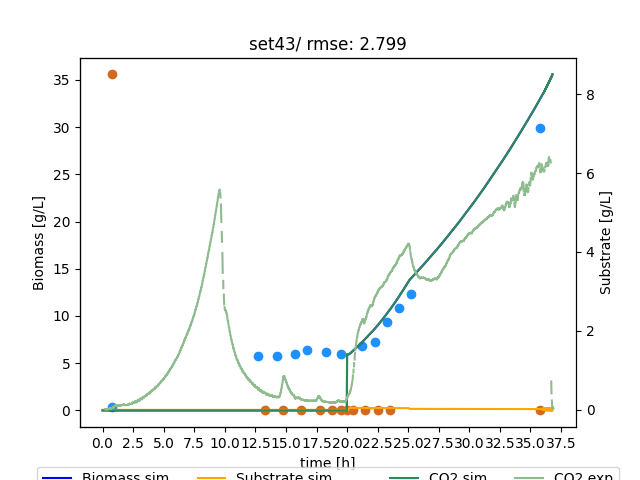 set43/ rmse: 2.799
35
30
25
20
15
10
5
0
Biomass [g/L]
8
6
4
2
0
Substrate [g/L]
0.0 2.5 5.0 7.5 10.0 12.5 15.0 17.5 20.0 22.5 25.0 27.5 30.0 32.5 35.0 37.5
time [h]
Biomass sim Substrate sim CO2 sim CO2 exp